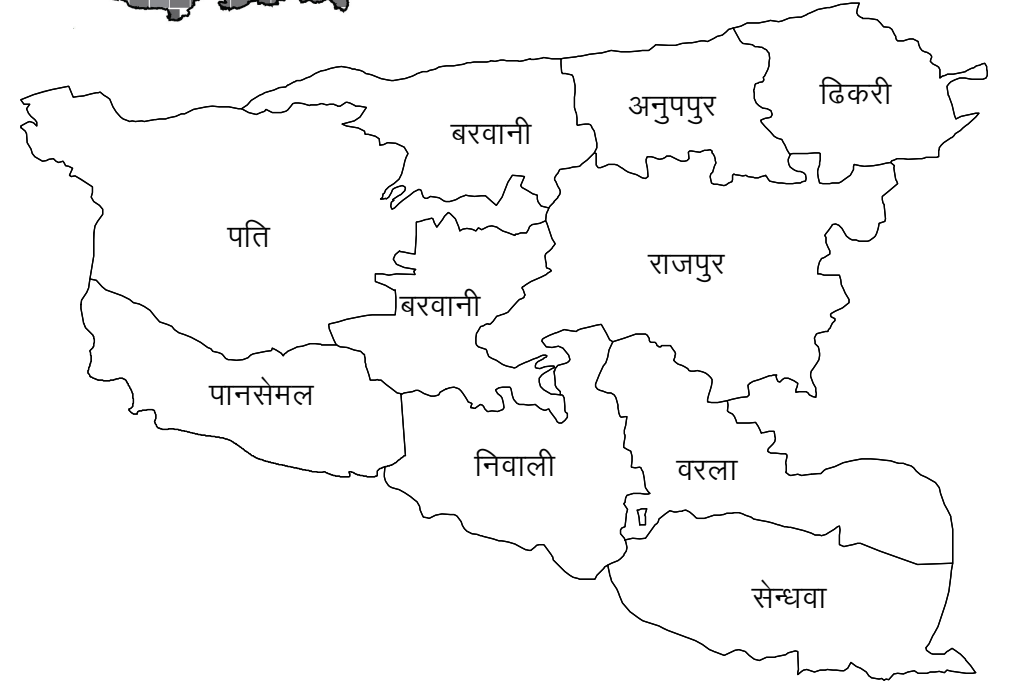 ढिकरी
अनुपपुर
बरवानी
पति
राजपुर
बरवानी
पानसेमल
निवाली
वरला
सेन्धवा